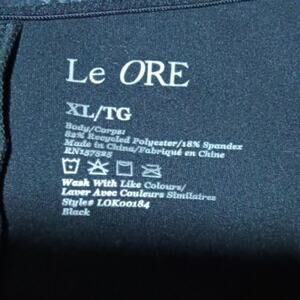 Le ORE
XL/TG
Body/Corps:
82% Recycled Polyester/18% Spandex
Made in China/Fabriqué en Chine
RN157525
Wash With Like Colours/
Laver Avec Couleurs Similaires
Style# LOK00184
Black